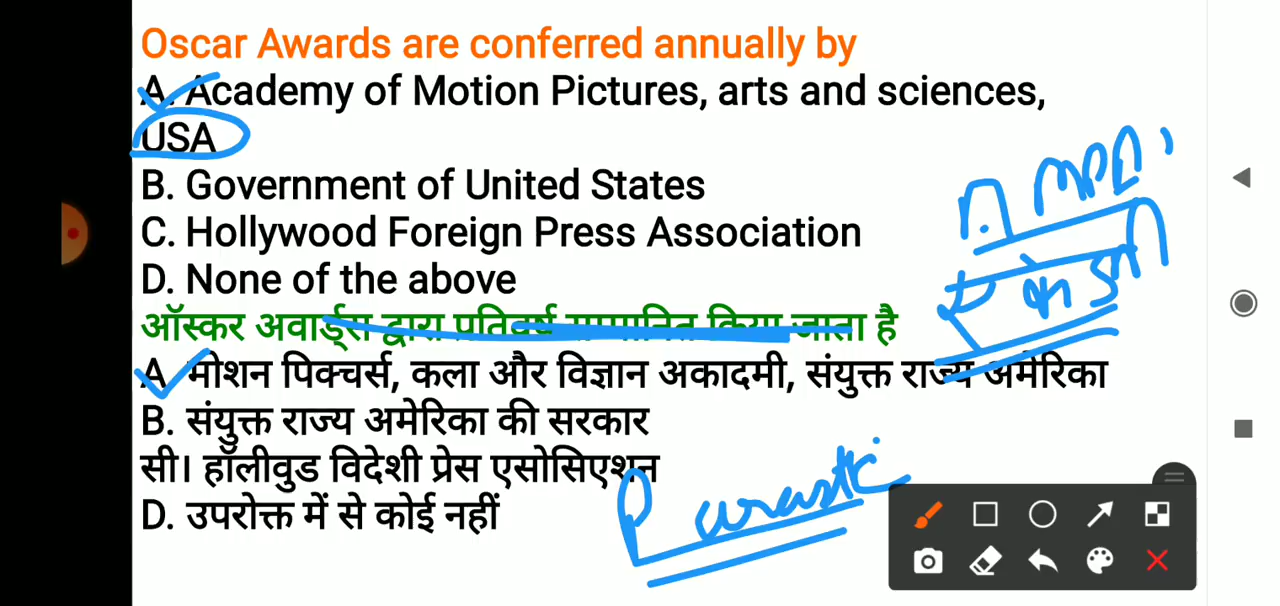 Oscar Awards are conferred annually by
A. Academy of Motion Pictures, arts and sciences,
USA
B. Government of United States
C. Hollywood Foreign Press Association
D. None of the above
ऑस्कर अवार्ड्स द्वारा प्रतिवर्ष सम्मानित किया जाता है
A. मोशन पिक्चर्स, कला और विज्ञान अकादमी, संयुक्त राज्य अमेरिका
B. संयुक्त राज्य अमेरिका की सरकार
सी। हॉलीवुड विदेशी प्रेस एसोसिएशन
D. उपरोक्त में से कोई नहीं